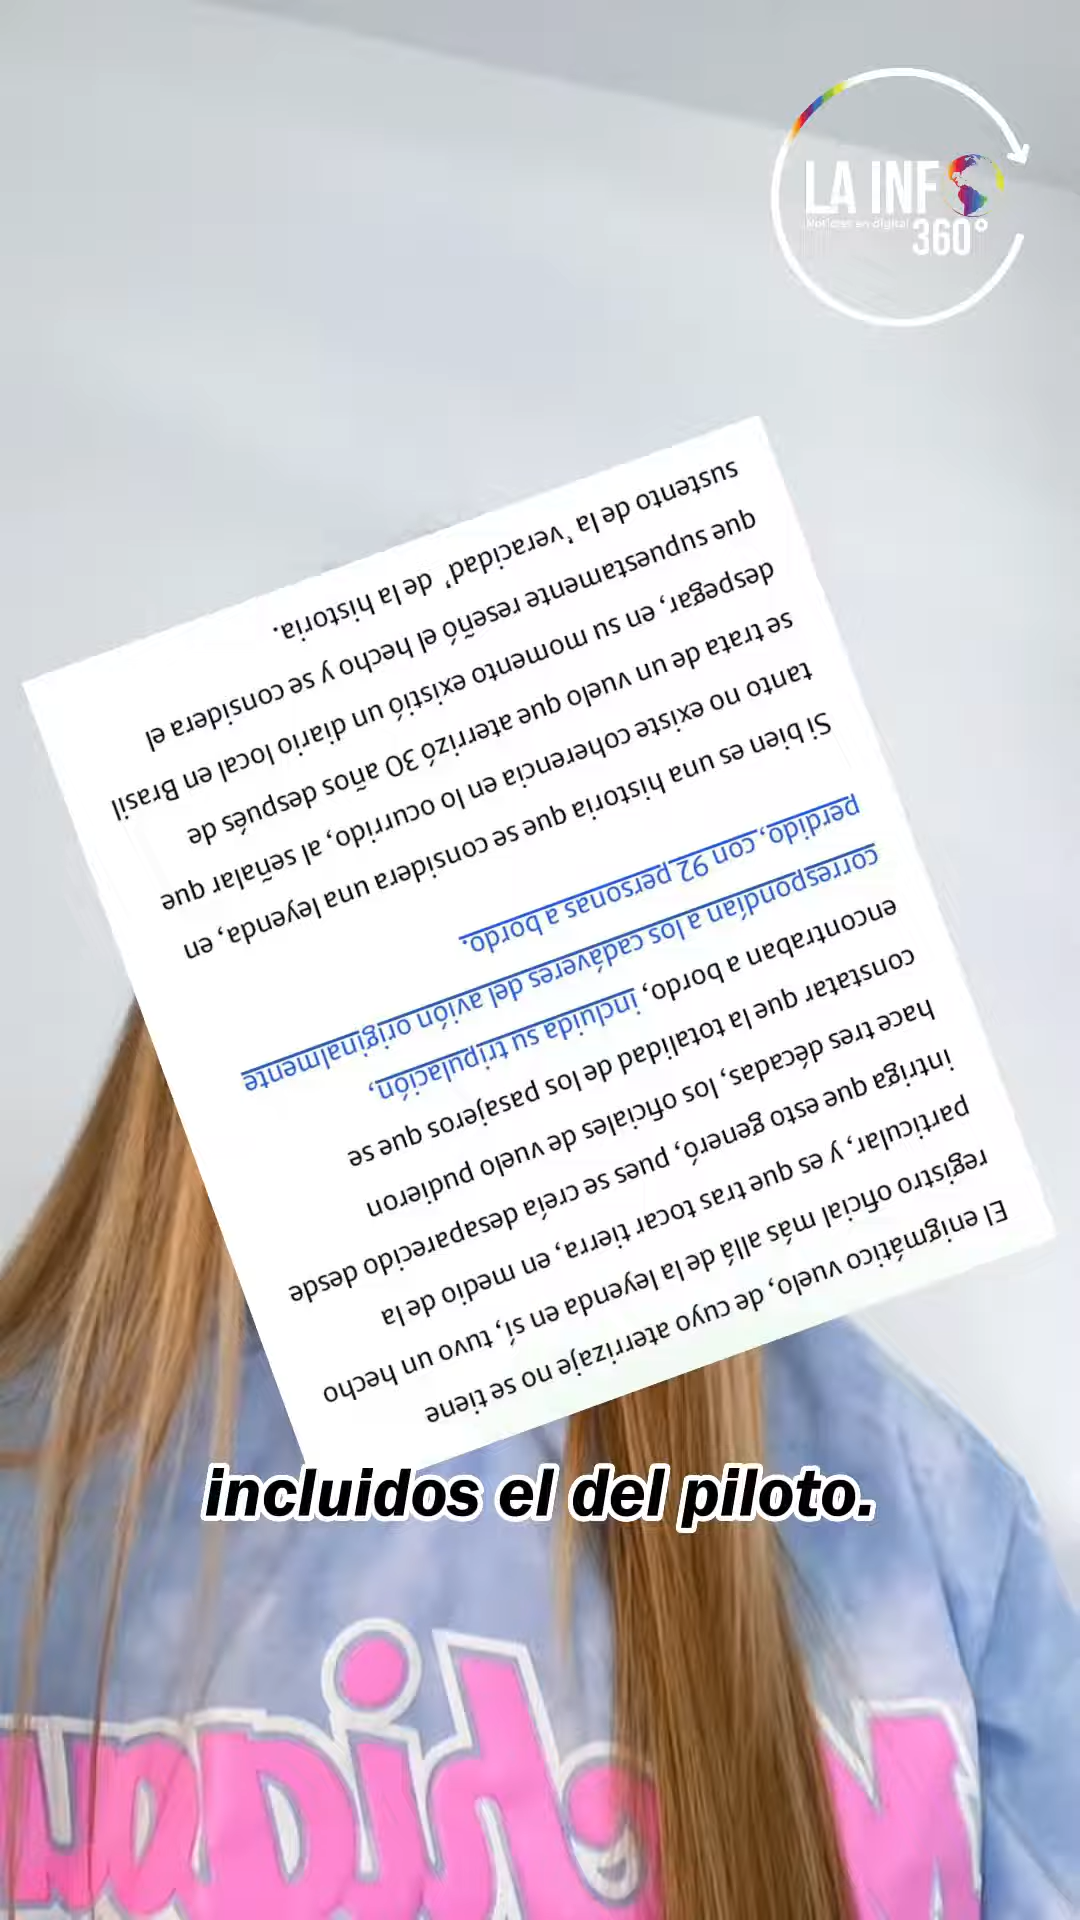 LA INF
Noticias en digital
360°
El enigmático vuelo, de cuyo aterrizaje no se tiene
registro oficial más allá de la leyenda en sí, tuvo un hecho
particular, y es que tras tocar tierra, en medio de la
intriga que esto generó, pues se creía desaparecido desde
hace tres décadas, los oficiales de vuelo pudieron
constatar que la totalidad de los pasajeros que se
encontraban a bordo, incluida su tripulación,
correspondían a los cadáveres del avión originalmente
perdido, con 92 personas a bordo.
Si bien es una historia que se considera una leyenda, en
tanto no existe coherencia en lo ocurrido, al señalar que
se trata de un vuelo que aterrizó 30 años después de
despegar, en su momento existió un diario local en Brasil
que supuestamente reseñó el hecho y se considera el
sustento de la 'veracidad' de la historia.
incluidos el del piloto.